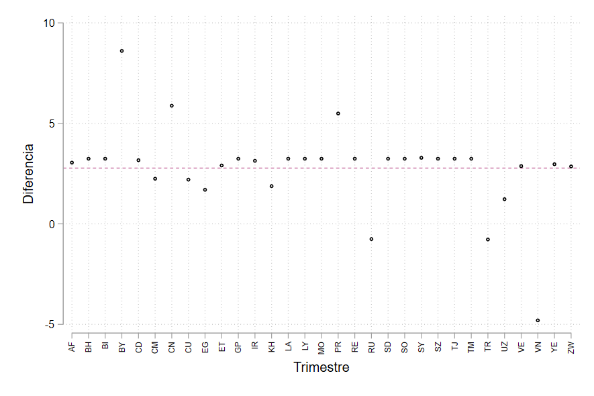 10
5
0
-5
Diferencia
AF BH BI BY CD CM CN CU EG ET GP IR KH LA LY MO PR RE RU SD SO SY SZ TJ TM TR UZ VE VN YE ZW
Trimestre